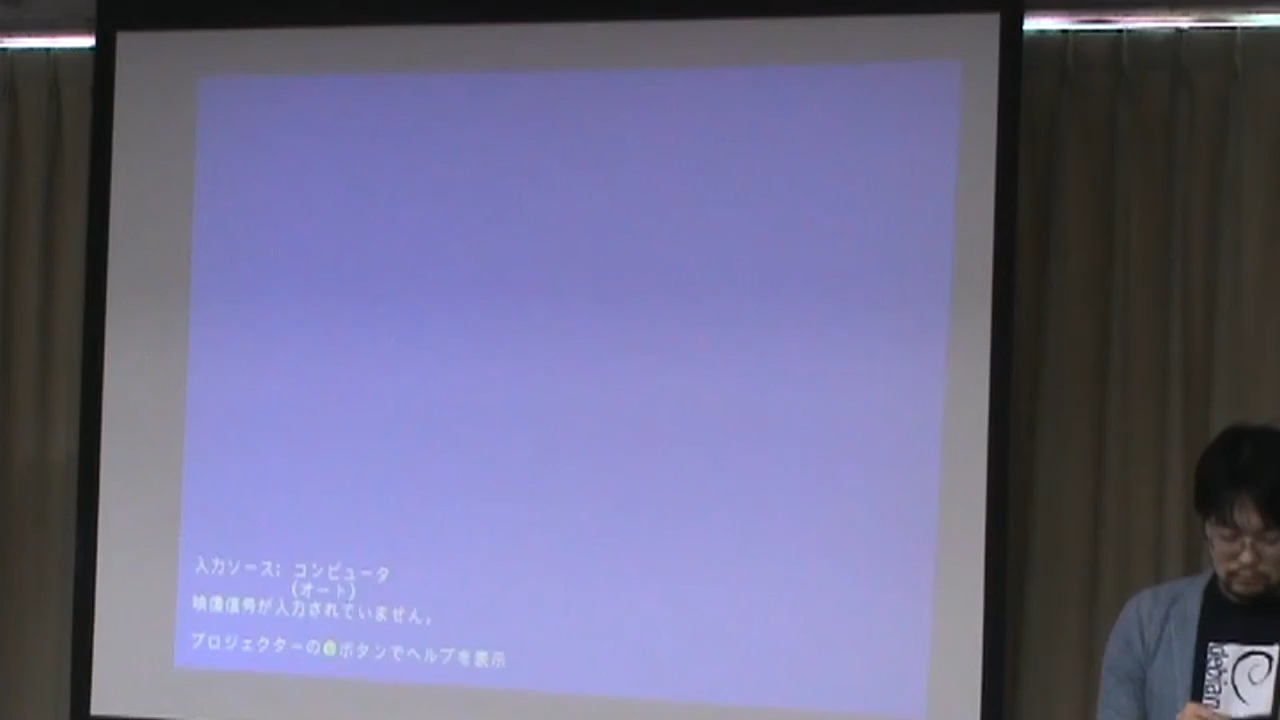 入力ソース: コンピュータ
(オート)
映像信号が入力されていません。
プロジェクターの ボタンでヘルプを表示
debian